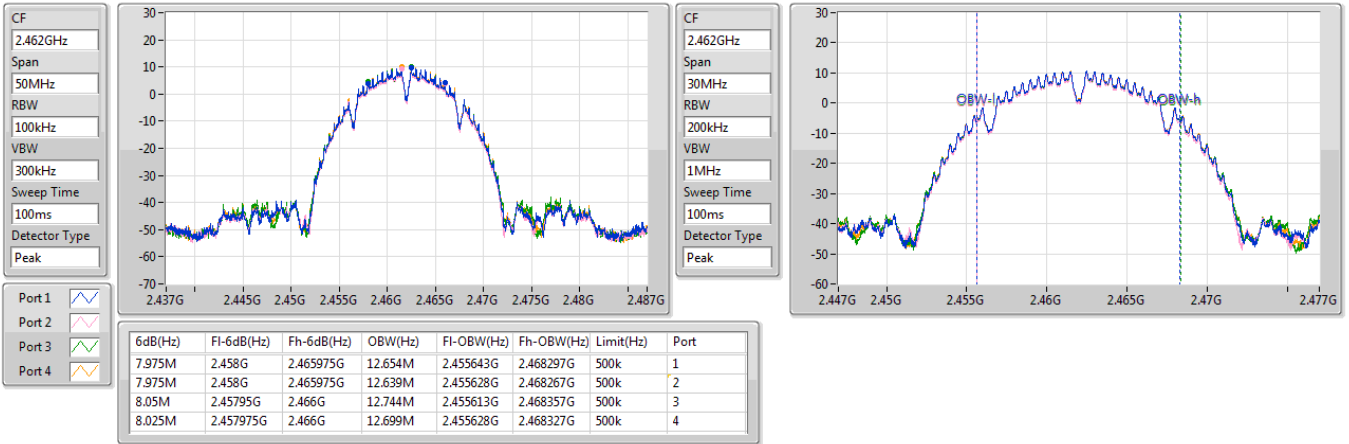 CF
2.462GHz
Span
50MHz
RBW
100kHz
VBW
300kHz
Sweep Time
100ms
Detector Type
Peak
30
20
10
0
-10
-20
-30
-40
-50
-60
-70
2.437G 2.445G 2.45G 2.455G 2.46G 2.465G 2.47G 2.475G 2.48G 2.487G
CF
2.462GHz
Span
30MHz
RBW
200kHz
VBW
1MHz
Sweep Time
100ms
Detector Type
Peak
30
20
10
0
-10
-20
-30
-40
-50
-60
OBW-l OBW-h
2.447G 2.45G 2.455G 2.46G 2.465G 2.47G 2.477G
Port 1
Port 2
Port 3
Port 4
6dB(Hz) Fl-6dB(Hz) Fh-6dB(Hz) OBW(Hz) Fl-OBW(Hz) Fh-OBW(Hz) Limit(Hz) Port
7.975M 2.458G 2.465975G 12.654M 2.455643G 2.468297G 500k 1
7.975M 2.458G 2.465975G 12.639M 2.455628G 2.468267G 500k 2
8.05M 2.45795G 2.466G 12.744M 2.455613G 2.468357G 500k 3
8.025M 2.457975G 2.466G 12.699M 2.455628G 2.468327G 500k 4